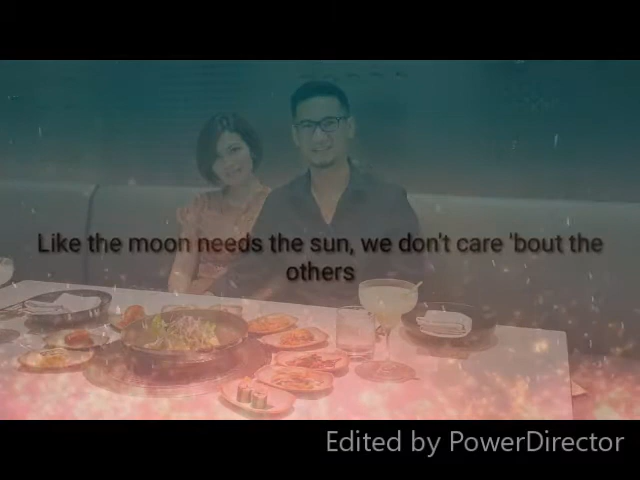 Like the moon needs the sun, we don't care 'bout the
others
Edited by PowerDirector